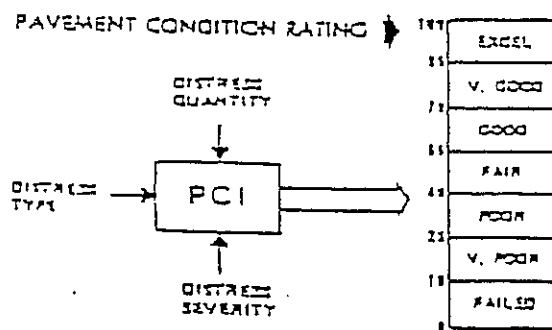 PAVEMENT CONDITION RATING
EXCEL
V. GOOD
GOOD
FAIR
POOR
V. POOR
FAILED
DISTRESS
QUANTITY
DISTRESS
TYPE
PCI
DISTRESS
SEVERITY